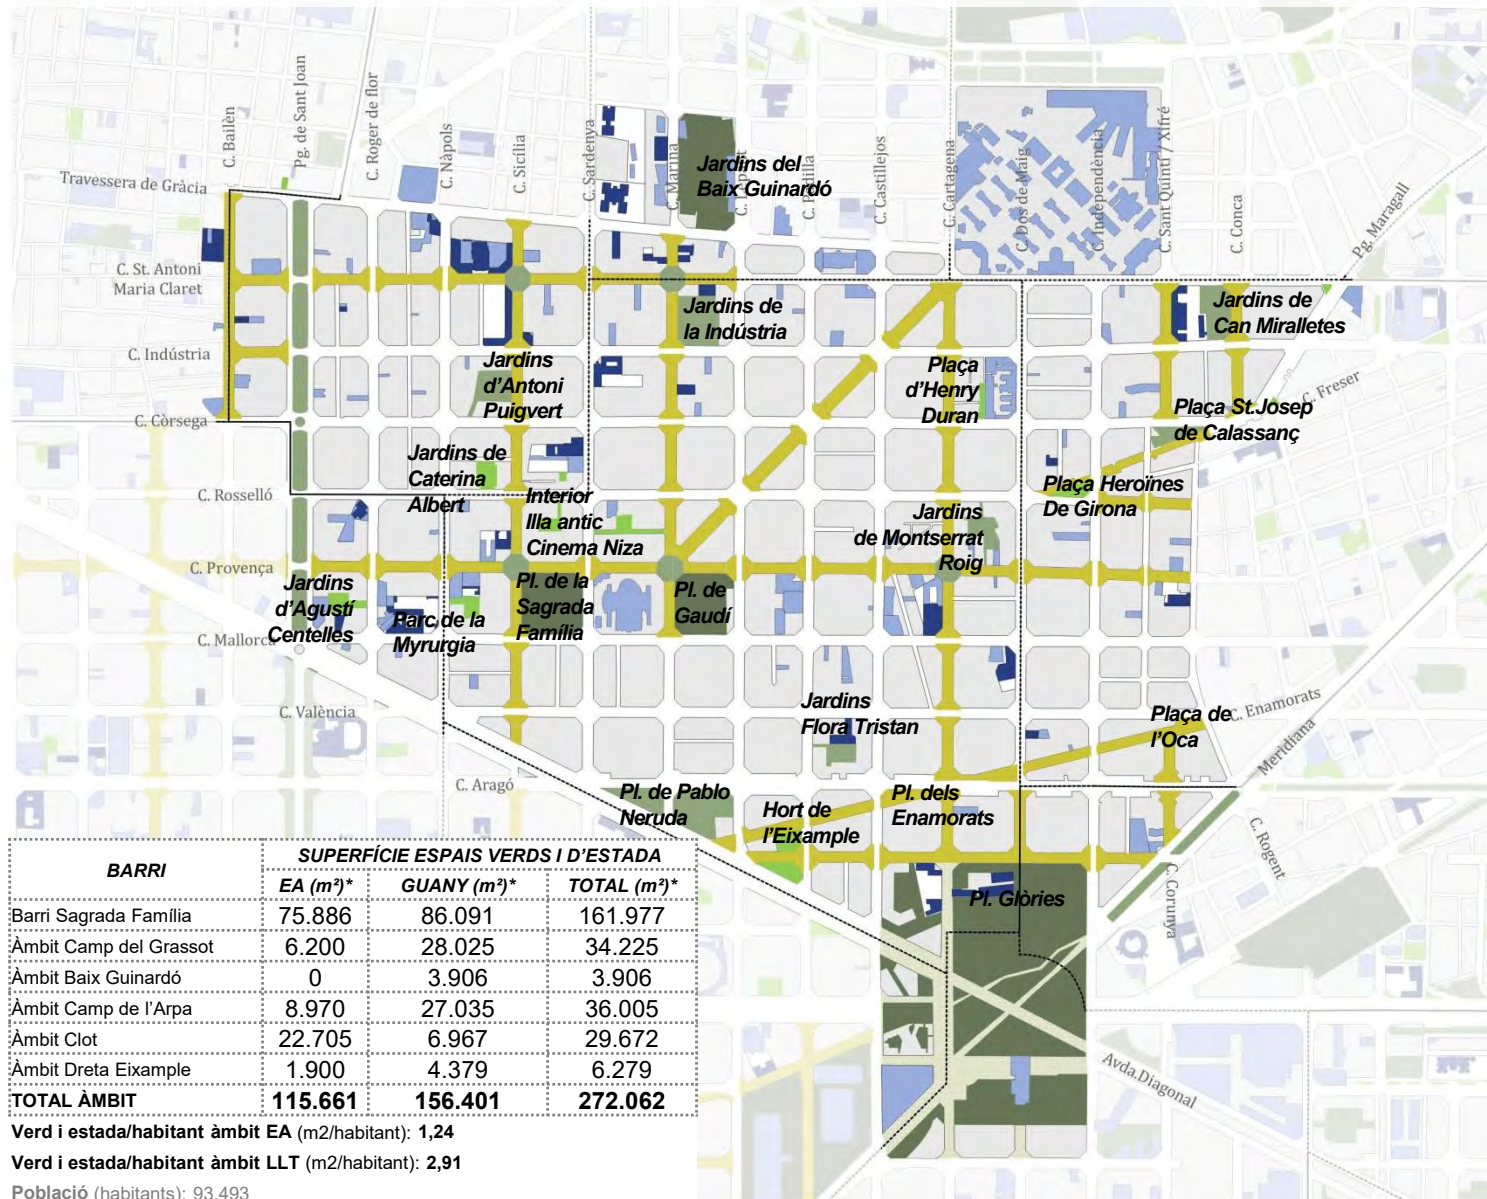 C. Bailèn
Pg. de Sant Joan
C. Roger de flor
C. Nàpols
C. Sicília
C. Sardenya
C. Marina
C. Padilla
C. Castillejos
C. Cartagena
C. Dos de Maig
C. Independència
C. Sant Quintí / Xifré
C. Conca
Pg. Maragall
Travessera de Gràcia
Jardins del
Baix Guinardó
C. St. Antoni
Maria Claret
Jardins de
la Indústria
Jardins de
Can Miralletes
C. Indústria
Jardins
d'Antoni
Puigvert
Plaça
d'Henry
Duran
C. Freser
Plaça St.Josep
de Calassanç
C. Còrsega
Jardins de
Caterina
Albert
C. Rosselló
Interior
Illa antic
Cinema Niza
Jardins
de Montserrat
Roig
Plaça Heroïnes
De Girona
C. Provença
Jardins
d'Agustí
Centelles
Parc de la
Myrurgia
Pl. de la
Sagrada
Família
Pl. de
Gaudí
C. Mallorca
C. València
Jardins
Flora Tristan
Plaça de
l'Oca
C. Enamorats
Meridiana
C. Aragó
Pl. de Pablo
Neruda
Hort de
l'Eixample
Pl. dels
Enamorats
C. Rogent
C. Corunya
Pl. Glòries
Avda.Diagonal
BARRI SUPERFÍCIE ESPAIS VERDS I D'ESTADA
EA (m²)* GUANY (m²)* TOTAL (m²)*
Barri Sagrada Família 75.886 86.091 161.977
Àmbit Camp del Grassot 6.200 28.025 34.225
Àmbit Baix Guinardó 0 3.906 3.906
Àmbit Camp de l'Arpa 8.970 27.035 36.005
Àmbit Clot 22.705 6.967 29.672
Àmbit Dreta Eixample 1.900 4.379 6.279
TOTAL ÀMBIT 115.661 156.401 272.062
Verd i estada/habitant àmbit EA (m2/habitant): 1,24
Verd i estada/habitant àmbit LLT (m2/habitant): 2,91
Població (habitants): 93.493